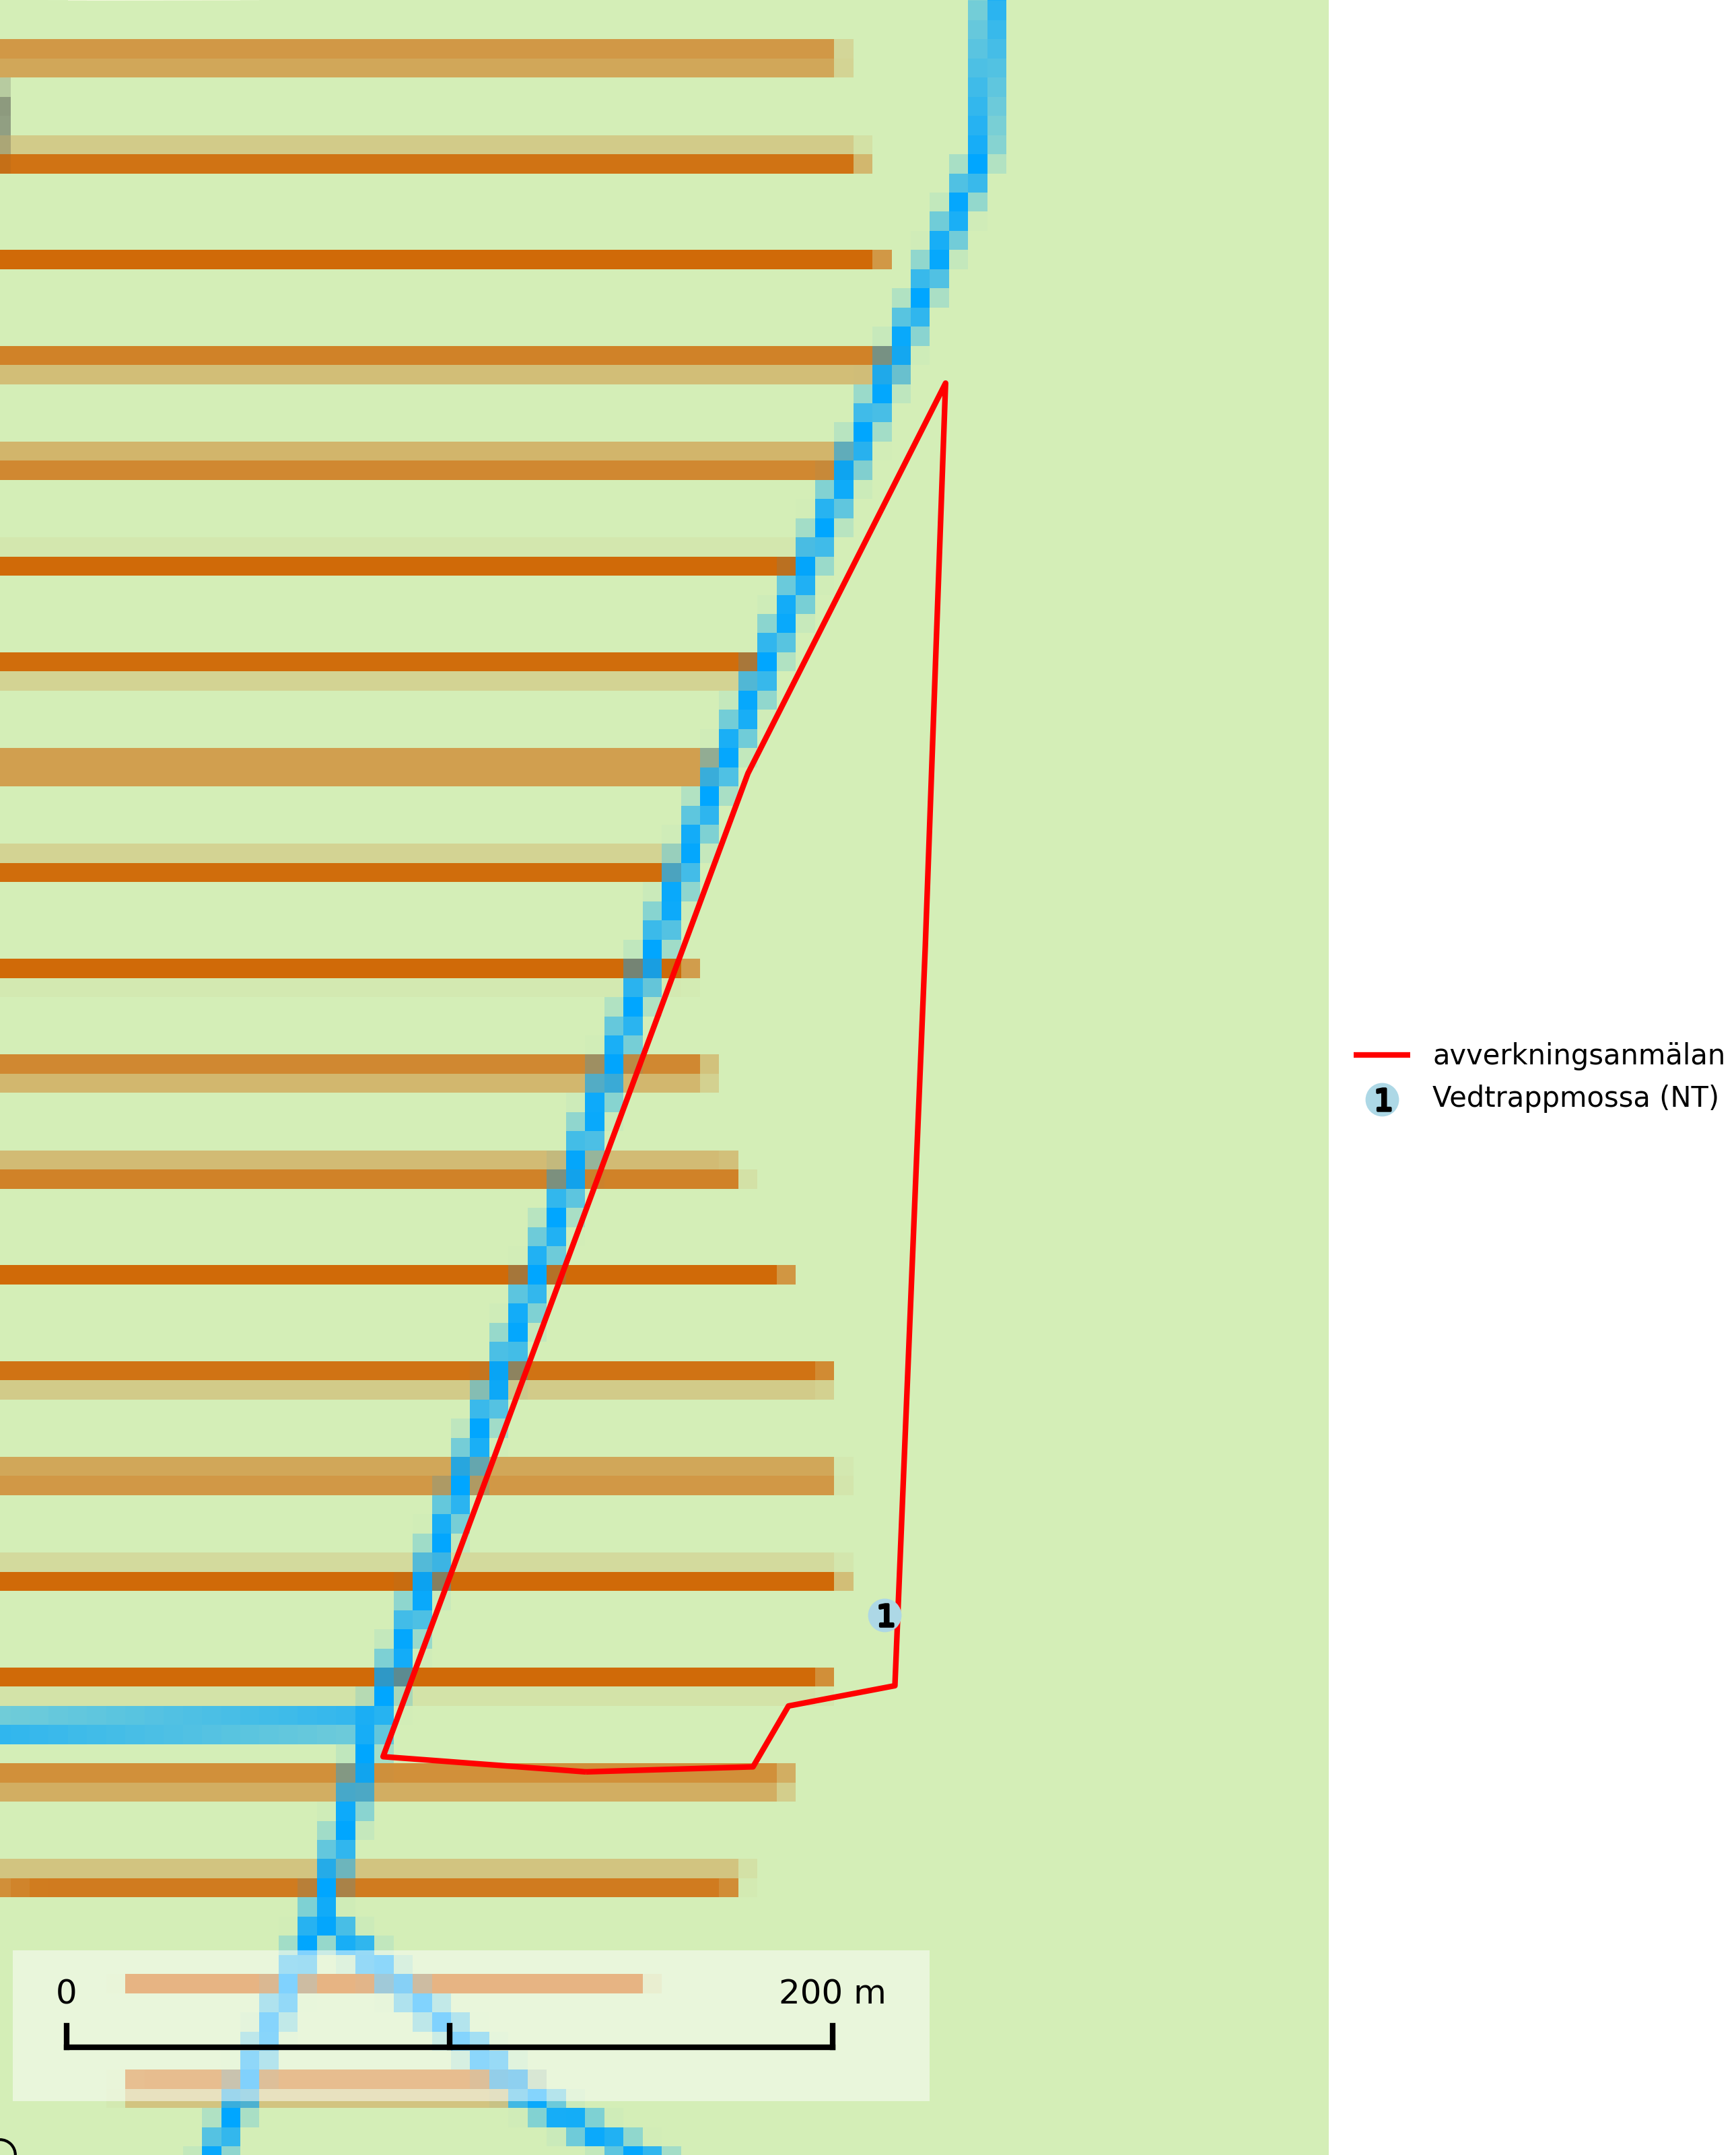 avverkningsanmälan
1 Vedtrappmossa (NT)
1
0 200 m